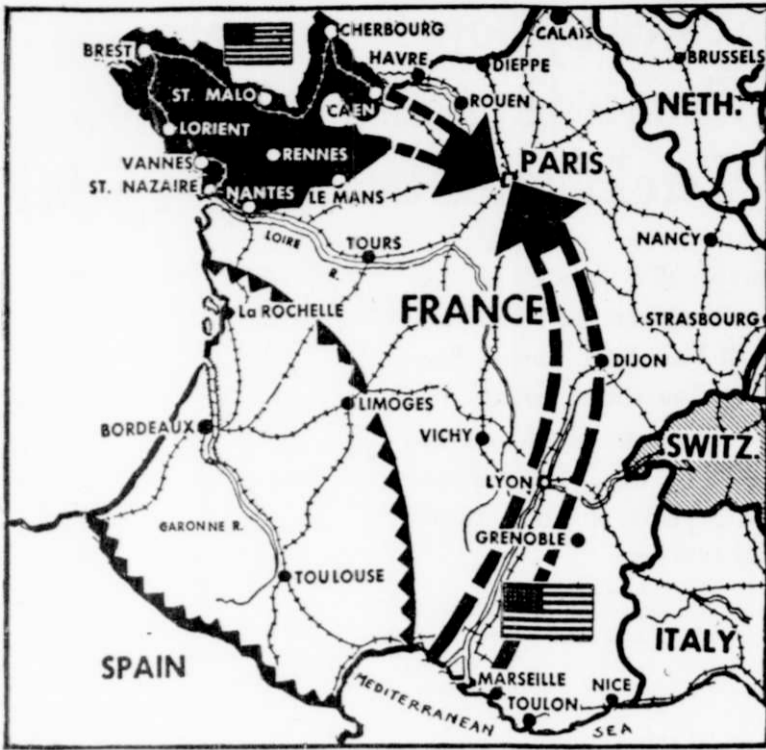 CHERBOURG
CALAIS
BREST
HAVRE
DIEPPE
BRUSSELS
ST. MALO
CAEN
ROUEN
NETH.
LORIENT
RENNES
PARIS
VANNES
ST. NAZAIRE
NANTES
LE MANS
LOIRE
R.
TOURS
NANCY
FRANCE
La ROCHELLE
STRASBOURG
DIJON
LIMOGES
BORDEAUX
VICHY
SWITZ.
LYON
GARONNE R.
GRENOBLE
TOULOUSE
ITALY
SPAIN
MARSEILLE
NICE
TOULON
MEDITERRANEAN
SEA